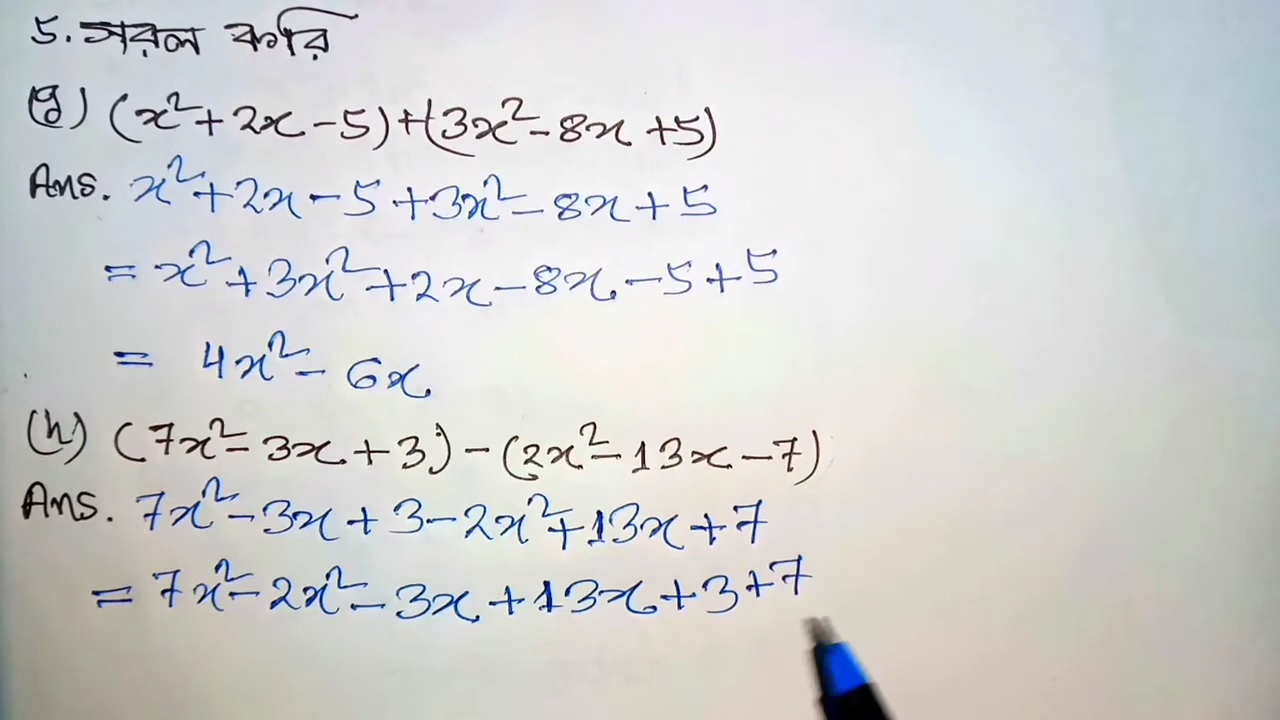 5. সরল করি
(g) (x²+2x-5)+(3x²-8x+5)
Ans. x²+2x-5+3x²-8x+5
= x²+3x²+2x-8x-5+5
= 4x²-6x
(h) (7x²-3x+3)-(2x²-13x-7)
Ans. 7x²-3x+3-2x²+13x+7
= 7x²-2x²-3x+13x+3+7